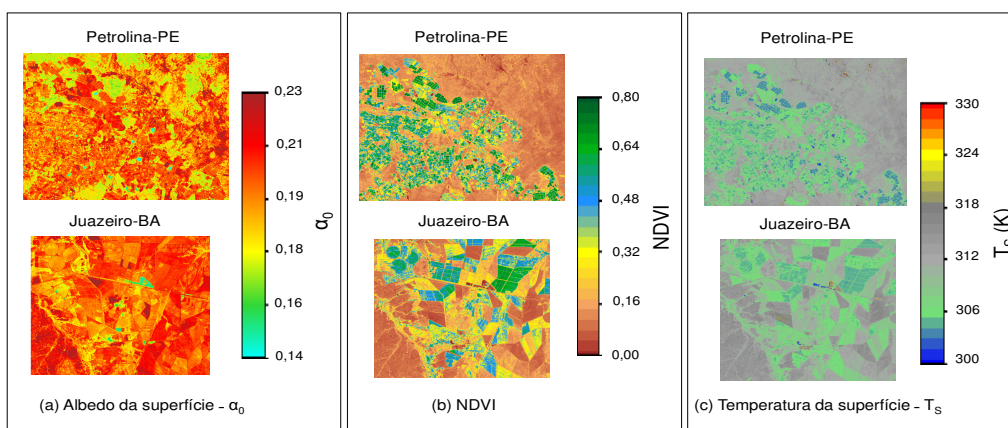 Petrolina-PE
Juazeiro-BA
0,23
0,21
0,19
0,18
0,16
0,14
α₀
(a) Albedo da superfície - α₀
Petrolina-PE
Juazeiro-BA
0,80
0,64
0,48
0,32
0,16
0,00
NDVI
(b) NDVI
Petrolina-PE
Juazeiro-BA
330
324
318
312
306
300
T_S (K)
(c) Temperatura da superfície - T_S